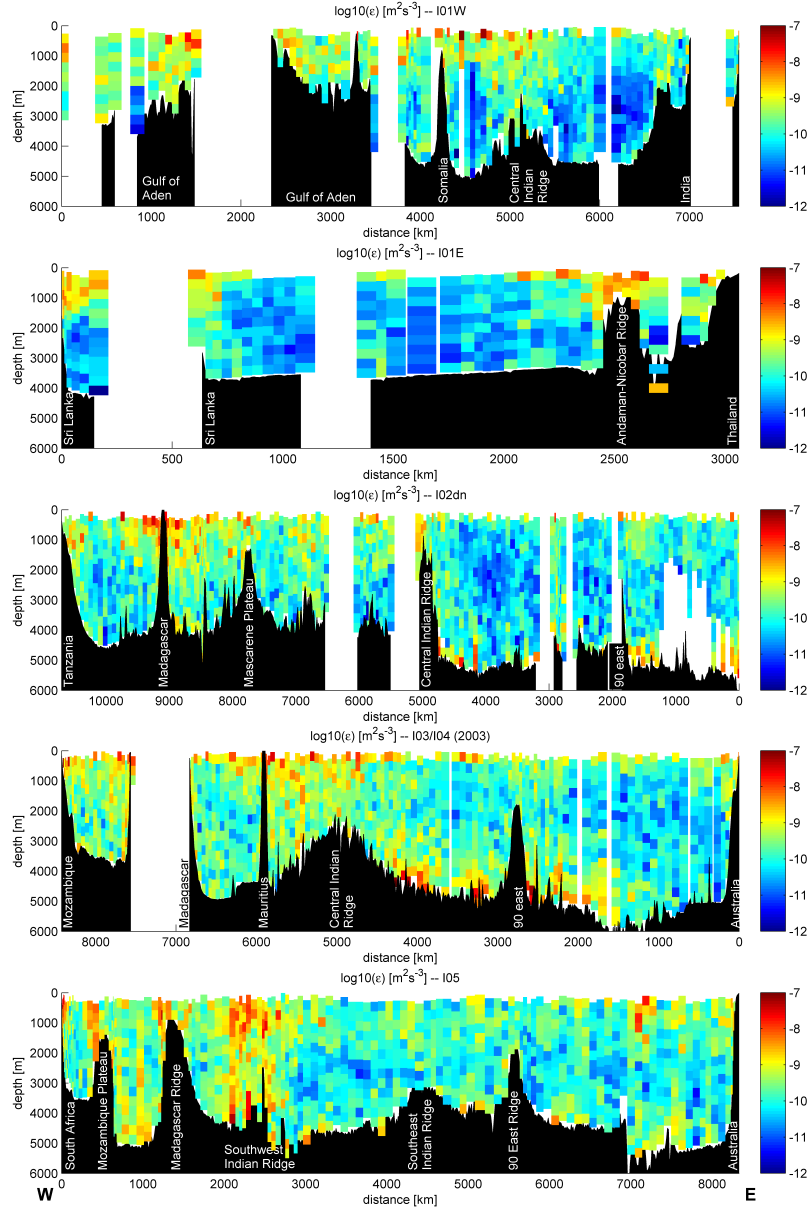 log10(ε) [m²s⁻³] -- I01W
0
1000
2000
3000
4000
5000
6000
depth [m]
Gulf of
Aden
Gulf of Aden
Somalia
Central
Indian
Ridge
India
0 1000 2000 3000 4000 5000 6000 7000
distance [km]
-7
-8
-9
-10
-11
-12
log10(ε) [m²s⁻³] -- I01E
0
1000
2000
3000
4000
5000
6000
depth [m]
Sri Lanka
Sri Lanka
Andaman-Nicobar Ridge
Thailand
0 500 1000 1500 2000 2500 3000
distance [km]
-7
-8
-9
-10
-11
-12
log10(ε) [m²s⁻³] -- I02dn
0
1000
2000
3000
4000
5000
6000
depth [m]
Tanzania
Madagascar
Mascarene Plateau
Central Indian Ridge
90 east
10000 9000 8000 7000 6000 5000 4000 3000 2000 1000 0
distance [km]
-7
-8
-9
-10
-11
-12
log10(ε) [m²s⁻³] -- I03/I04 (2003)
0
1000
2000
3000
4000
5000
6000
depth [m]
Mozambique
Madagascar
Mauritius
Central Indian
Ridge
90 east
Australia
8000 7000 6000 5000 4000 3000 2000 1000 0
distance [km]
-7
-8
-9
-10
-11
-12
log10(ε) [m²s⁻³] -- I05
0
1000
2000
3000
4000
5000
6000
depth [m]
South Africa
Mozambique Plateau
Madagascar Ridge
Southwest
Indian Ridge
Southeast
Indian Ridge
90 East Ridge
Australia
0 1000 2000 3000 4000 5000 6000 7000 8000
distance [km]
-7
-8
-9
-10
-11
-12
W
E